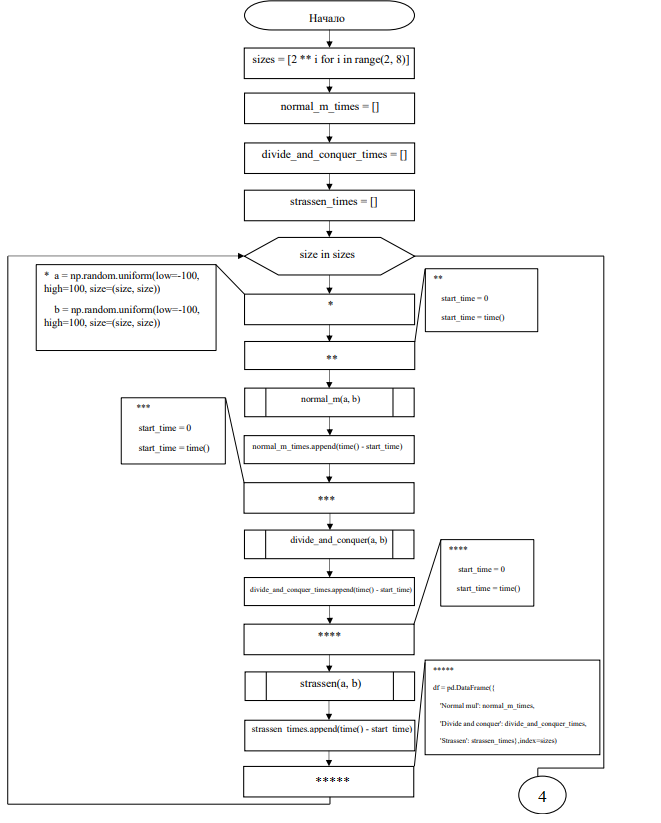 Начало
sizes = [2 ** i for i in range(2, 8)]
normal_m_times = []
divide_and_conquer_times = []
strassen_times = []
size in sizes
* a = np.random.uniform(low=-100,
high=100, size=(size, size))
b = np.random.uniform(low=-100,
high=100, size=(size, size))
*
**
start_time = 0
start_time = time()
**
normal_m(a, b)
***
start_time = 0
start_time = time()
normal_m_times.append(time() - start_time)
***
divide_and_conquer(a, b)
****
start_time = 0
start_time = time()
divide_and_conquer_times.append(time() - start_time)
****
strassen(a, b)
*****
df = pd.DataFrame({
'Normal mul': normal_m_times,
'Divide and conquer': divide_and_conquer_times,
'Strassen': strassen_times},index=sizes)
strassen_times.append(time() - start_time)
*****
4